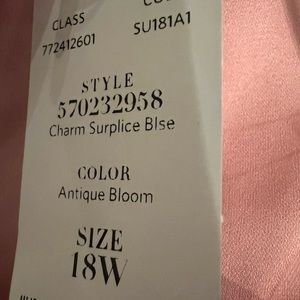 CLASS
772412601
SU181A1
STYLE
570232958
Charm Surplice Blse
COLOR
Antique Bloom
SIZE
18W